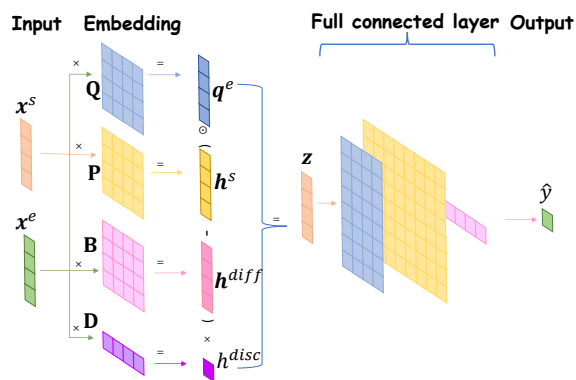 Input Embedding Full connected layer Output
× Q = q^e
x^s ⊙
(
× P = h^s z ŷ
x^e - =
× B = h^{diff}
)
× D = × h^{disc}